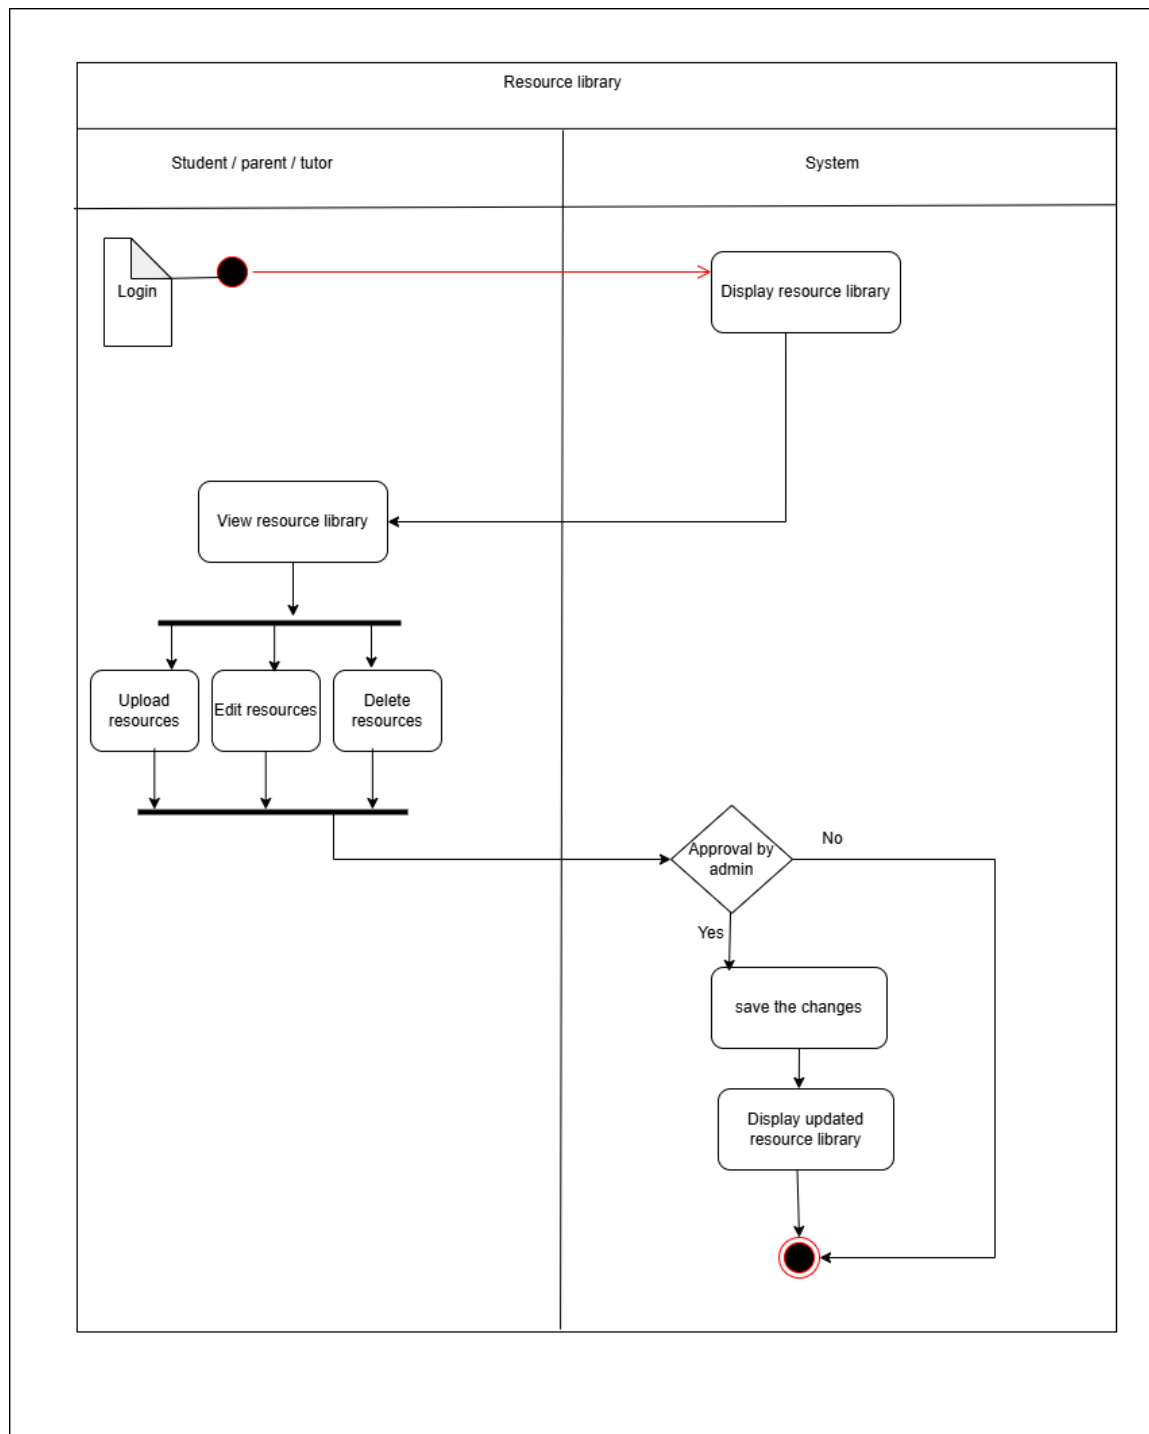 Resource library
Student / parent / tutor
System
Login
Display resource library
View resource library
Upload
resources
Edit resources
Delete
resources
Approval by
admin
No
Yes
save the changes
Display updated
resource library